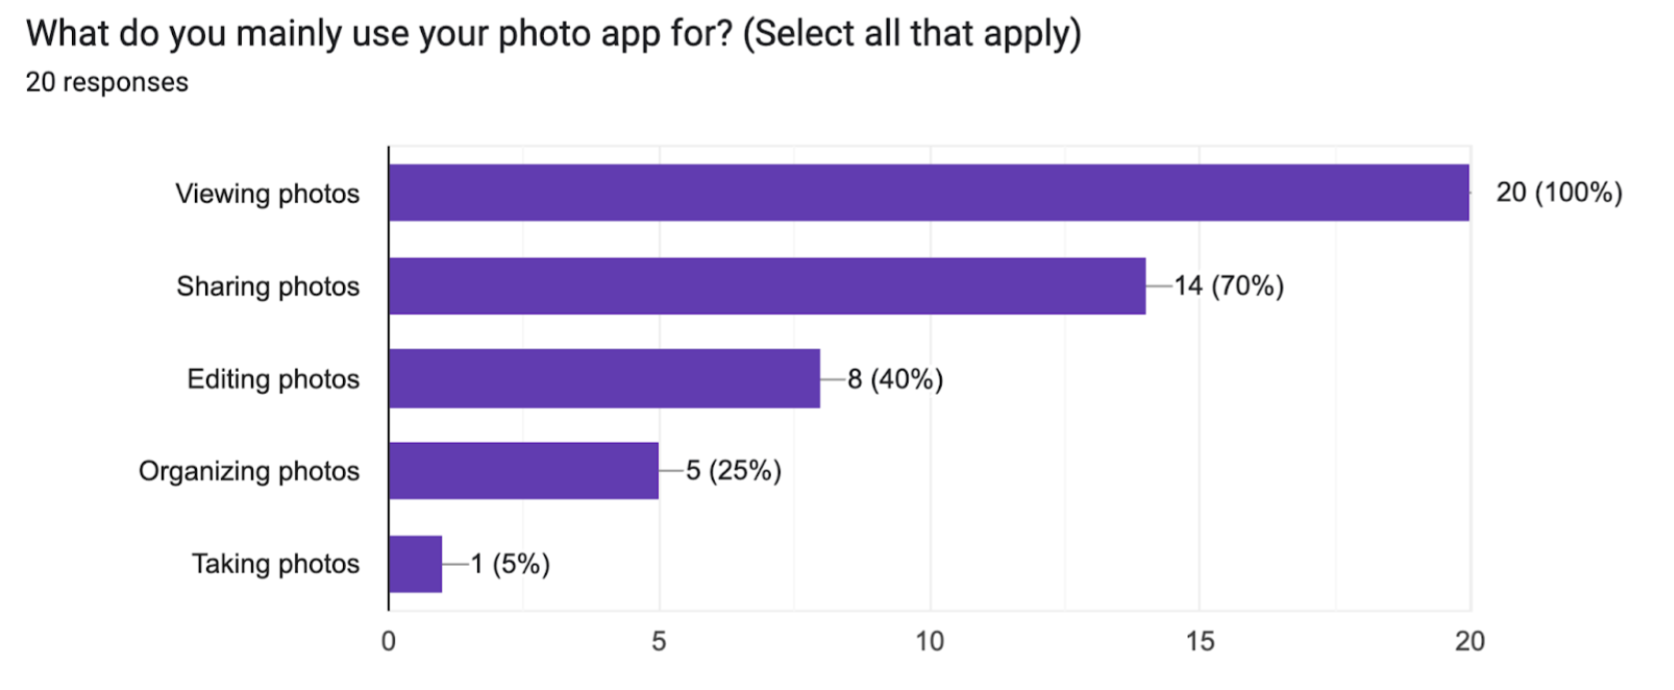 What do you mainly use your photo app for? (Select all that apply)
20 responses
Viewing photos 20 (100%)
Sharing photos 14 (70%)
Editing photos 8 (40%)
Organizing photos 5 (25%)
Taking photos 1 (5%)
0 5 10 15 20